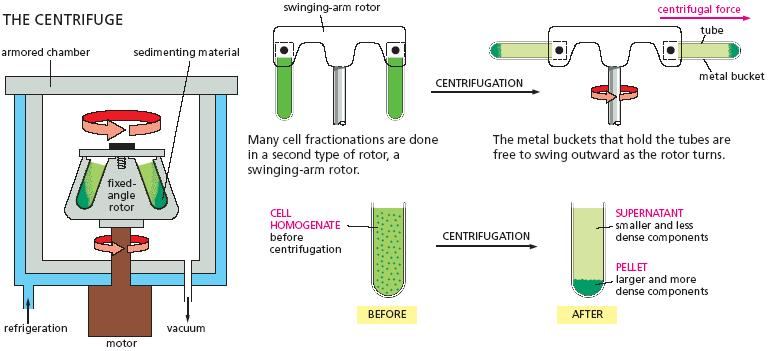 THE CENTRIFUGE
armored chamber
sedimenting material
fixed-
angle
rotor
refrigeration
motor
vacuum
swinging-arm rotor
CENTRIFUGATION
centrifugal force
tube
metal bucket
Many cell fractionations are done
in a second type of rotor, a
swinging-arm rotor.
The metal buckets that hold the tubes are
free to swing outward as the rotor turns.
CELL
HOMOGENATE
before
centrifugation
BEFORE
CENTRIFUGATION
SUPERNATANT
smaller and less
dense components
PELLET
larger and more
dense components
AFTER